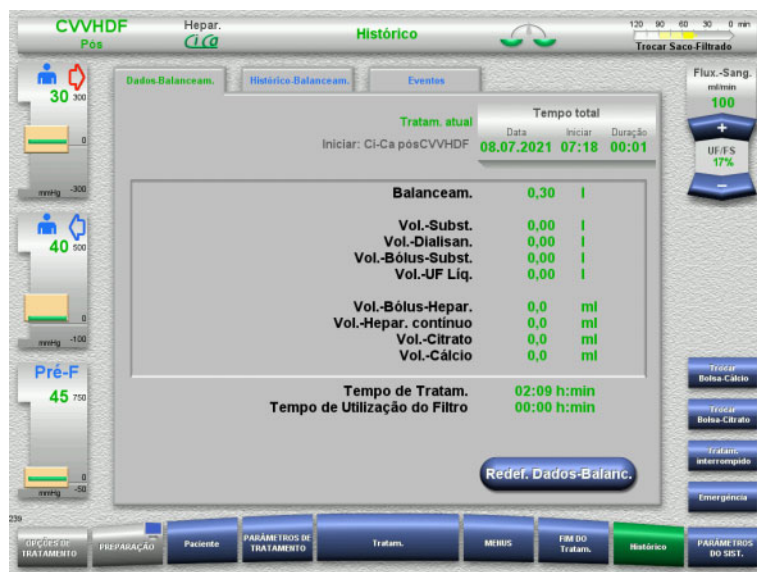 CVVHDF
Pós
Hepar.
CiCa
Histórico
120 90 60 30 0 min
Trocar Saco-Filtrado
30
300
0
mmHg -300
40
500
0
mmHg -100
Pré-F
45
750
0
mmHg -50
Dados-Balanceam.
Histórico-Balanceam.
Eventos
Tratam. atual
Iniciar: Ci-Ca pósCVVHDF
Tempo total
Data Iniciar Duração
08.07.2021 07:18 00:01
Balanceam. 0,30 l
Vol.-Subst. 0,00 l
Vol.-Dialisan. 0,00 l
Vol.-Bólus-Subst. 0,00 l
Vol.-UF Líq. 0,00 l
Vol.-Bólus-Hepar. 0,0 ml
Vol.-Hepar. contínuo 0,0 ml
Vol.-Citrato 0,0 ml
Vol.-Cálcio 0,0 ml
Tempo de Tratam. 02:09 h:min
Tempo de Utilização do Filtro 00:00 h:min
Redef. Dados-Balanc.
Flux.-Sang.
ml/min
100
+
UF/FS
17%
−
Trocar
Bolsa-Cálcio
Trocar
Bolsa-Citrato
Tratam.
interrompido
Emergência
239
OPÇÕES DE
TRATAMENTO
PREPARAÇÃO
Paciente
PARÂMETROS DE
TRATAMENTO
Tratam.
MENUS
FIM DO
Tratam.
Histórico
PARÂMETROS
DO SIST.